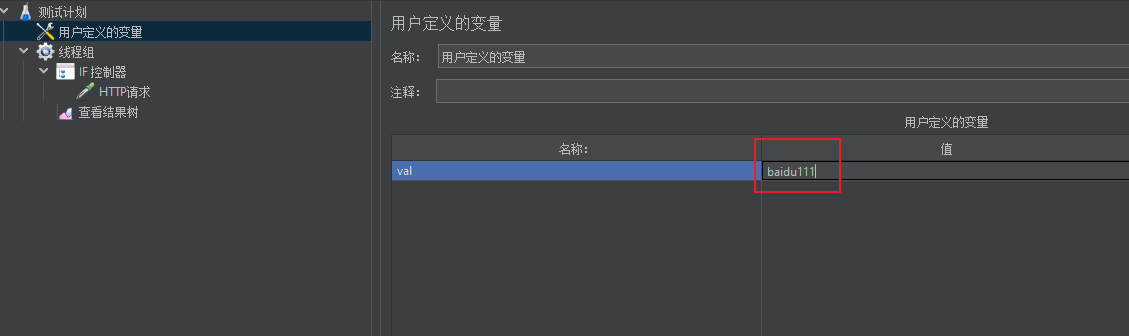 测试计划
用户定义的变量
线程组
IF 控制器
HTTP请求
查看结果树
用户定义的变量
名称: 用户定义的变量
注释:
用户定义的变量
名称: 值
val baidu111